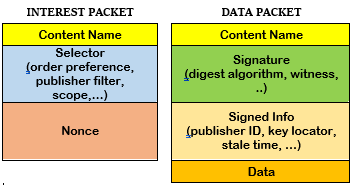 INTEREST PACKET
Content Name
Selector
(order preference,
publisher filter,
scope,...)
Nonce
DATA PACKET
Content Name
Signature
(digest algorithm, witness,
..)
Signed Info
(publisher ID, key locator,
stale time, ...)
Data
.